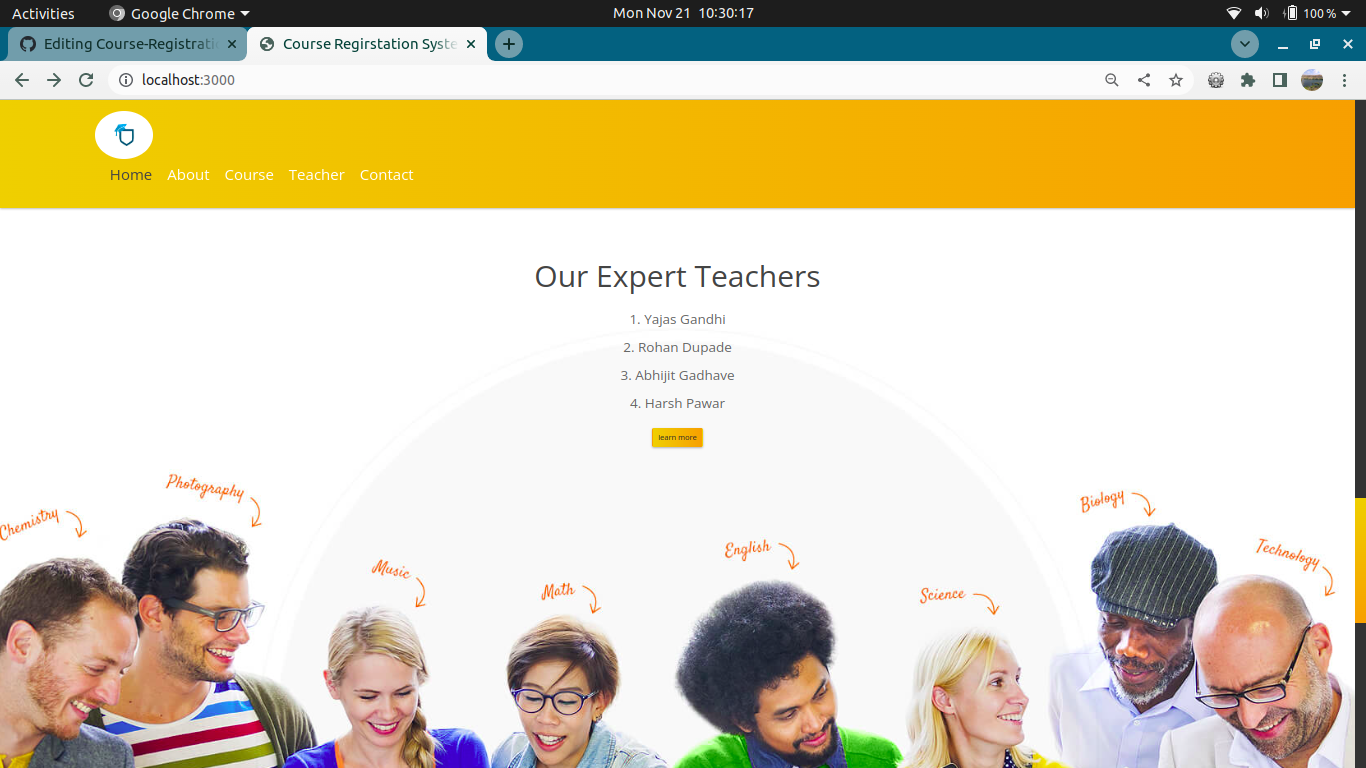 Activities
Google Chrome
Mon Nov 21 10:30:17
100 %
Editing Course-Registrati
Course Regirstation Syste
localhost:3000
Home About Course Teacher Contact
Our Expert Teachers
1. Yajas Gandhi
2. Rohan Dupade
3. Abhijit Gadhave
4. Harsh Pawar
learn more
Chemistry
Photography
Music
Math
English
Science
Biology
Technology